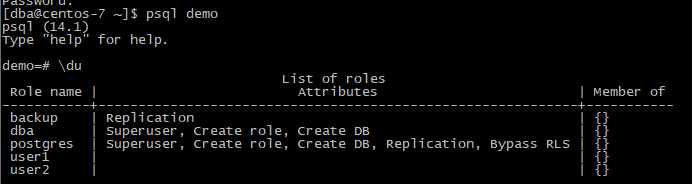 Password:
[dba@centos-7 ~]$ psql demo
psql (14.1)
Type "help" for help.

demo=# \du
                                   List of roles
 Role name |                         Attributes                         | Member of
-----------+------------------------------------------------------------+-----------
 backup    | Replication                                                | {}
 dba       | Superuser, Create role, Create DB                          | {}
 postgres  | Superuser, Create role, Create DB, Replication, Bypass RLS | {}
 user1     |                                                            | {}
 user2     |                                                            | {}